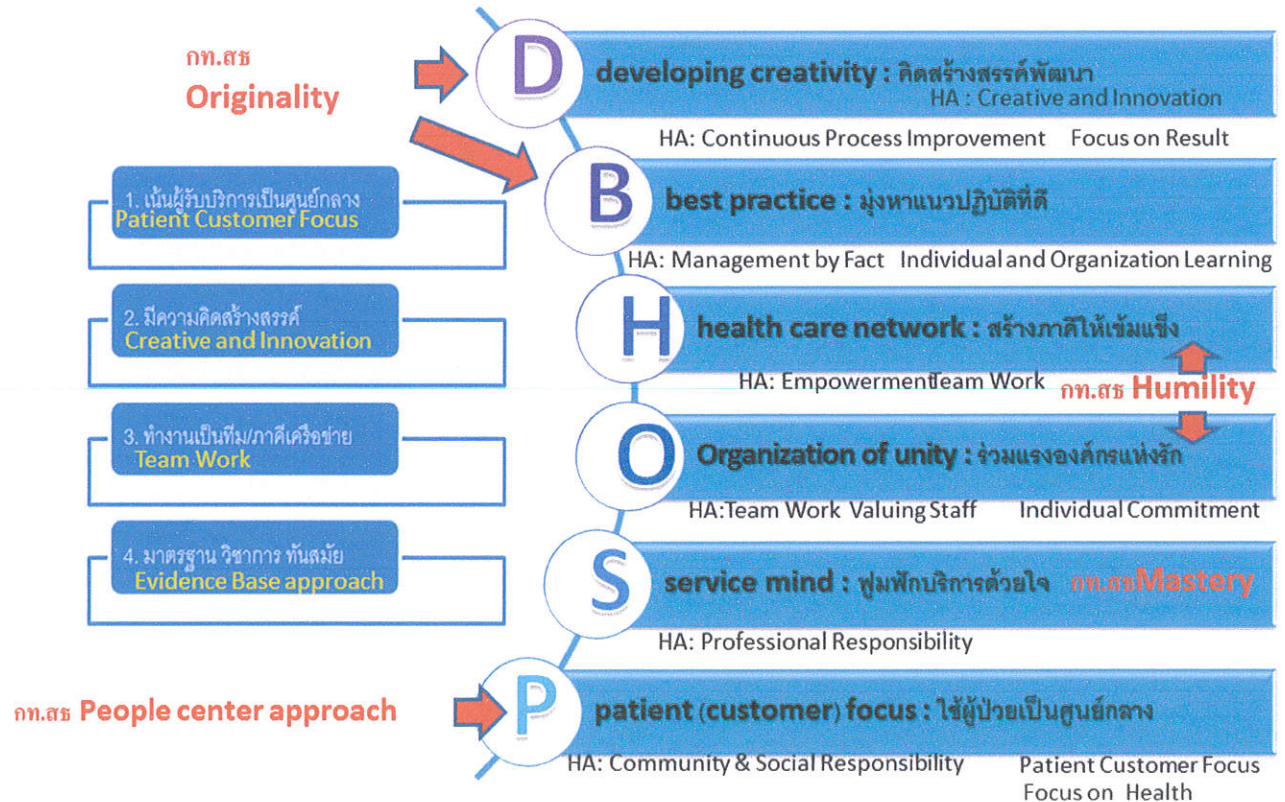 กท.สธ
Originality
D
developing creativity : คิดสร้างสรรค์พัฒนา
HA : Creative and Innovation
HA: Continuous Process Improvement Focus on Result
1. เน้นผู้รับบริการเป็นศูนย์กลาง
Patient Customer Focus
B
best practice : มุ่งหาแนวปฏิบัติที่ดี
HA: Management by Fact Individual and Organization Learning
2. มีความคิดสร้างสรรค์
Creative and Innovation
H
health care network : สร้างภาคีให้เข้มแข็ง
HA: EmpowermentTeam Work
กท.สธ Humility
3. ทำงานเป็นทีม/ภาคีเครือข่าย
Team Work
O
Organization of unity : ร่วมแรงองค์กรแห่งรัก
HA:Team Work Valuing Staff Individual Commitment
4. มาตรฐาน วิชาการ ทันสมัย
Evidence Base approach
S
service mind : ฟูมฟักบริการด้วยใจ กท.สธMastery
HA: Professional Responsibility
กท.สธ People center approach
P
patient (customer) focus : ใช้ผู้ป่วยเป็นศูนย์กลาง
HA: Community & Social Responsibility Patient Customer Focus
Focus on Health